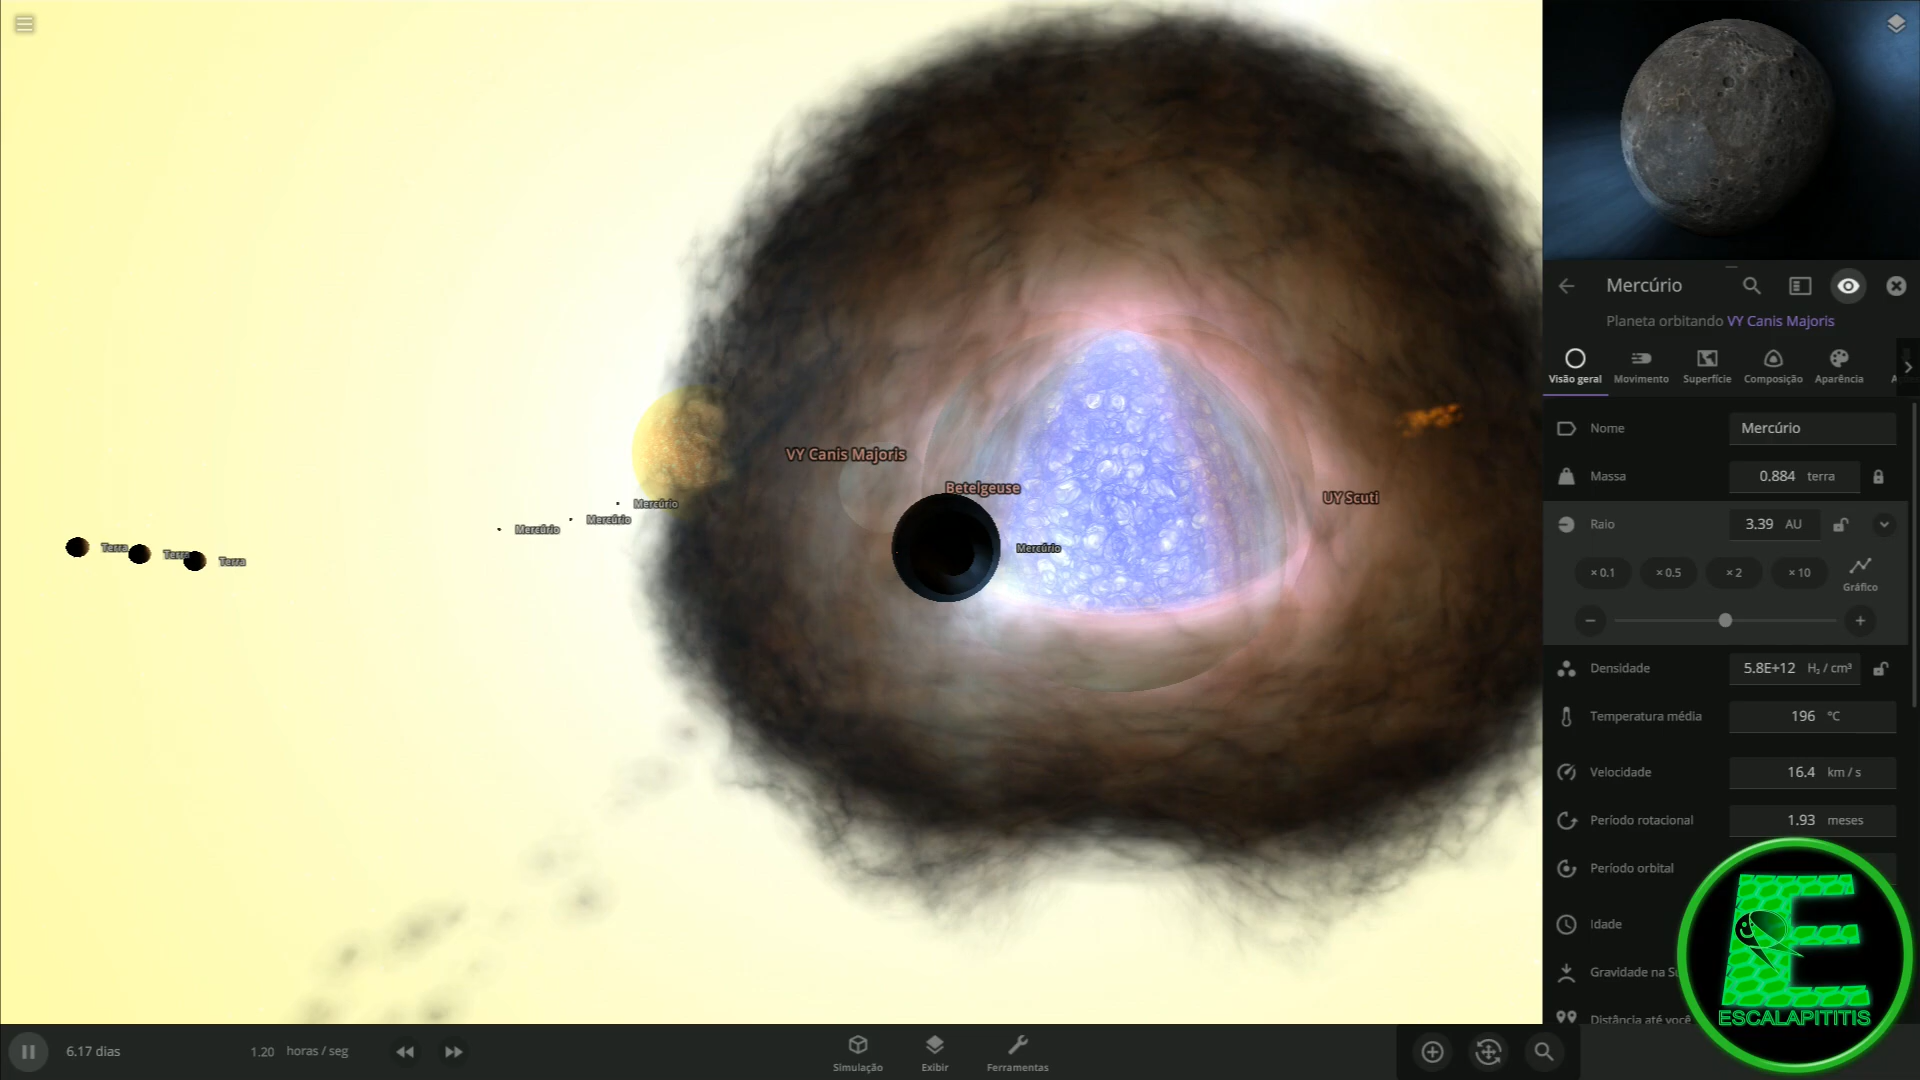 VY Canis Majoris
Betelgeuse
UY Scuti
Mercúrio
Mercúrio
Mercúrio
Mercúrio
Terra
Terra
Terra
Mercúrio
Planeta orbitando VY Canis Majoris
Visão geral
Movimento
Superfície
Composição
Aparência
Nome
Mercúrio
Massa
0.884 terra
Raio
3.39 AU
× 0.1
× 0.5
× 2
× 10
Gráfico
Densidade
5.8E+12 H₂ / cm³
Temperatura média
196 °C
Velocidade
16.4 km / s
Período rotacional
1.93 meses
Período orbital
Idade
Gravidade na
Distância até você
E
ESCALAPITITIS
6.17 dias
1.20 horas / seg
Simulação
Exibir
Ferramentas